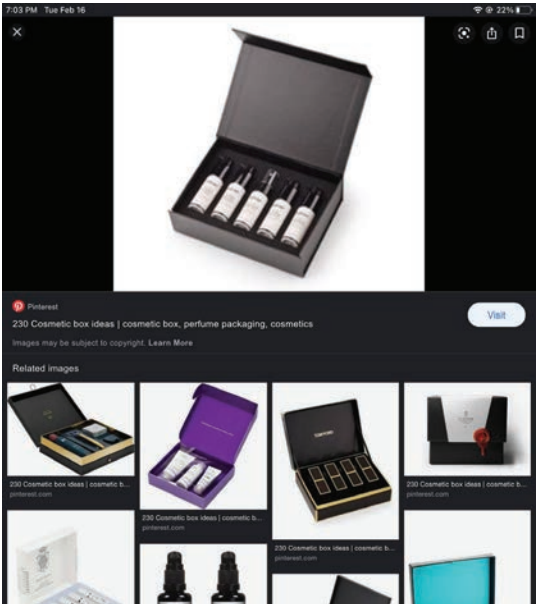 7:03 PM Tue Feb 16
22%
Pinterest
230 Cosmetic box ideas | cosmetic box, perfume packaging, cosmetics
Visit
Images may be subject to copyright. Learn More
Related images
230 Cosmetic box ideas | cosmetic b...
pinterest.com
230 Cosmetic box ideas | cosmetic b...
pinterest.com
230 Cosmetic box ideas | cosmetic b...
pinterest.com
230 Cosmetic box ideas | cosmetic b...
pinterest.com